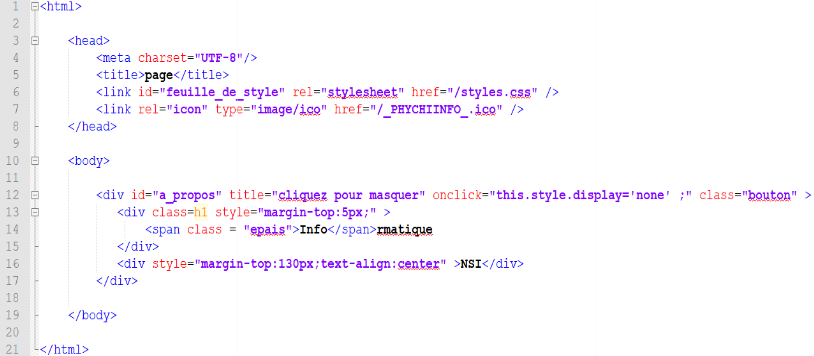 1 <html>
2
3 <head>
4 <meta charset="UTF-8"/>
5 <title>page</title>
6 <link id="feuille_de_style" rel="stylesheet" href="/styles.css" />
7 <link rel="icon" type="image/ico" href="/_PHYCHIINFO_.ico" />
8 </head>
9
10 <body>
11
12 <div id="a_propos" title="cliquez pour masquer" onclick="this.style.display='none' ;" class="bouton" >
13 <div class=h1 style="margin-top:5px;" >
14 <span class = "epais">Info</span>rmatique
15 </div>
16 <div style="margin-top:130px;text-align:center" >NSI</div>
17 </div>
18
19 </body>
20
21 </html>